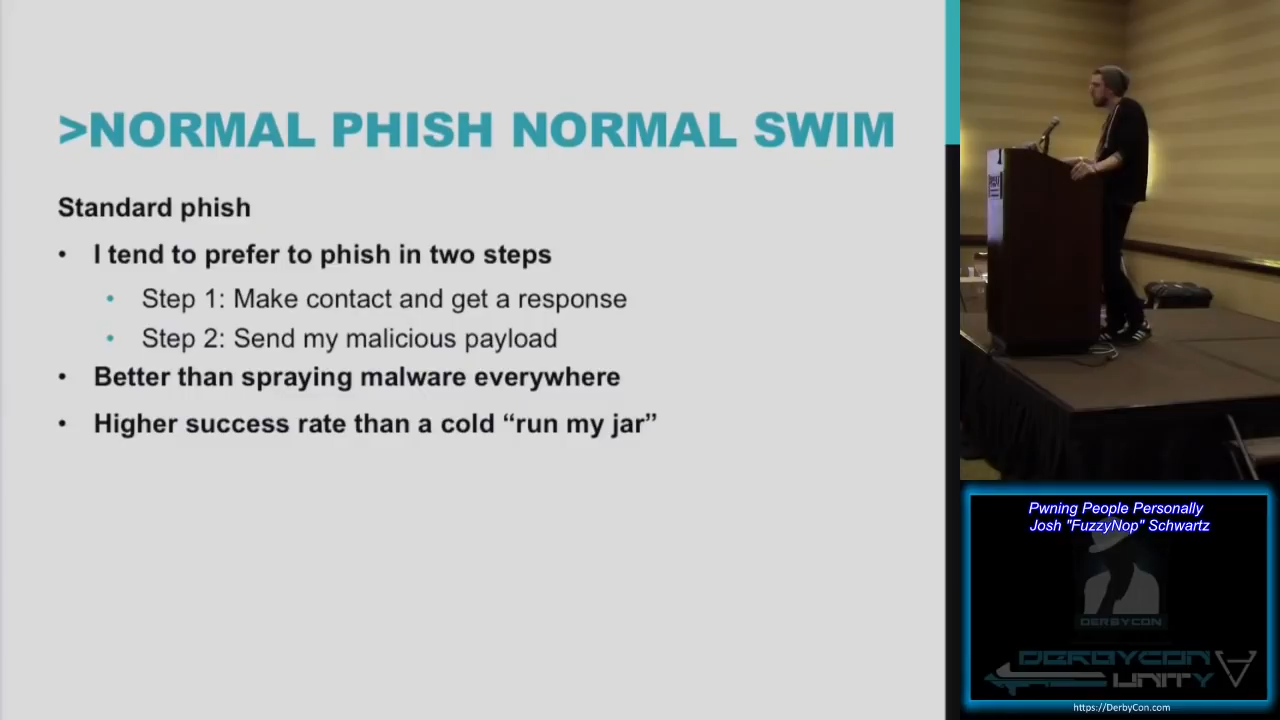 >NORMAL PHISH NORMAL SWIM
Standard phish
• I tend to prefer to phish in two steps
• Step 1: Make contact and get a response
• Step 2: Send my malicious payload
• Better than spraying malware everywhere
• Higher success rate than a cold “run my jar”
Pwning People Personally
Josh "FuzzyNop" Schwartz
DERBYCON
DERBYCON
UNITY
https://DerbyCon.com